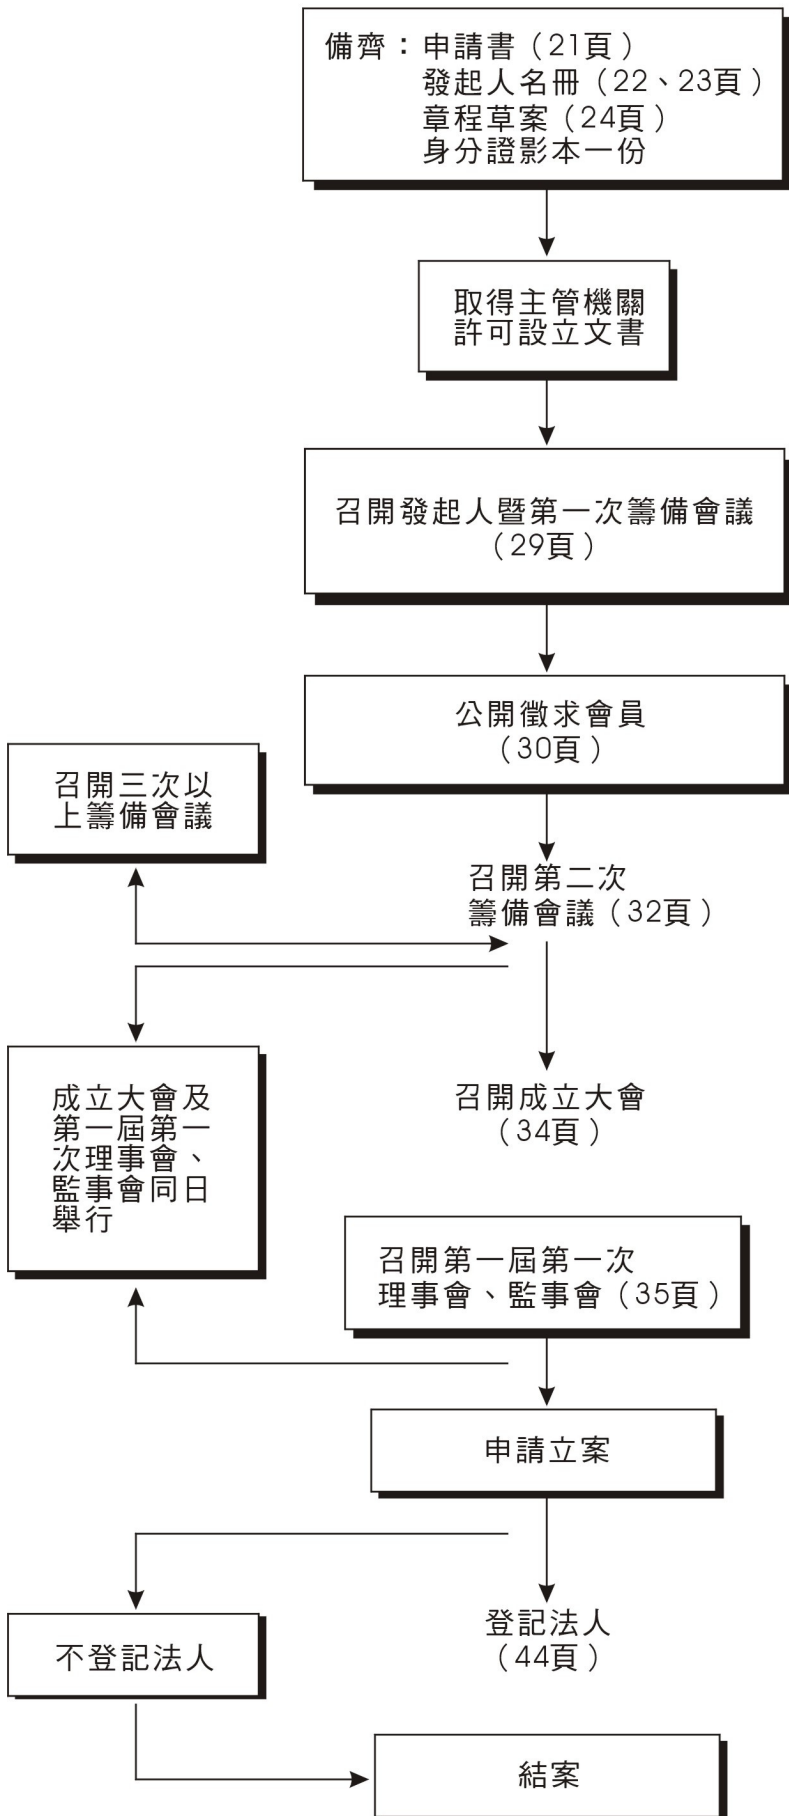 備齊：申請書（21頁）
發起人名冊（22、23頁）
章程草案（24頁）
身分證影本一份
取得主管機關
許可設立文書
召開發起人暨第一次籌備會議
（29頁）
公開徵求會員
（30頁）
召開三次以
上籌備會議
召開第二次
籌備會議（32頁）
成立大會及
第一屆第一
次理事會、
監事會同日
舉行
召開成立大會
（34頁）
召開第一屆第一次
理事會、監事會（35頁）
申請立案
不登記法人
登記法人
（44頁）
結案